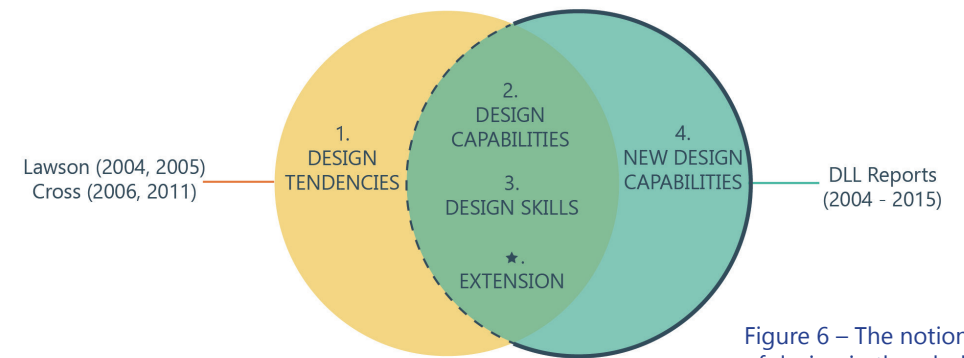 Lawson (2004, 2005)
Cross (2006, 2011)
1.
DESIGN
TENDENCIES
2.
DESIGN
CAPABILITIES
3.
DESIGN SKILLS
★.
EXTENSION
4.
NEW DESIGN
CAPABILITIES
DLL Reports
(2004 - 2015)
Figure 6 – The notion